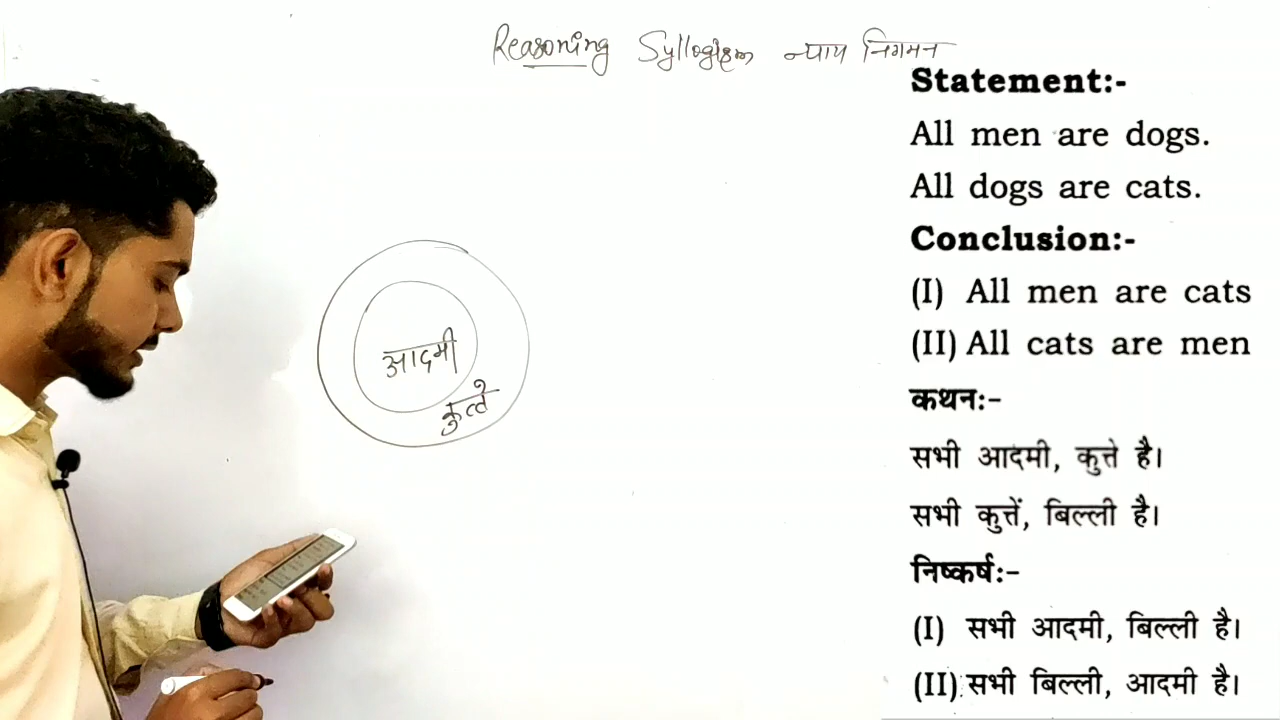 Reasoning Syllogism न्याय निगमन
आदमी
कुत्ते
Statement:-
All men are dogs.
All dogs are cats.
Conclusion:-
(I) All men are cats
(II) All cats are men
कथन:-
सभी आदमी, कुत्ते है।
सभी कुत्तें, बिल्ली है।
निष्कर्ष:-
(I) सभी आदमी, बिल्ली है।
(II) सभी बिल्ली, आदमी है।